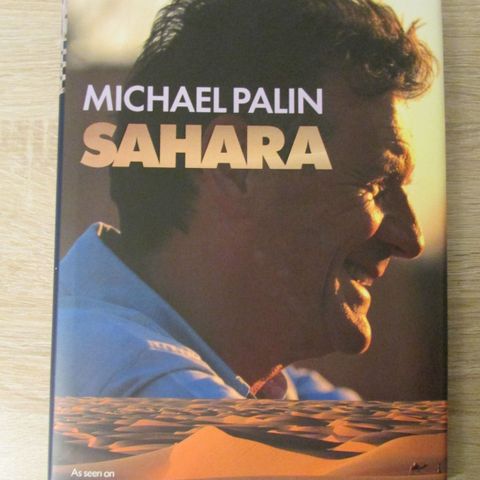 MICHAEL PALIN
SAHARA
As seen on